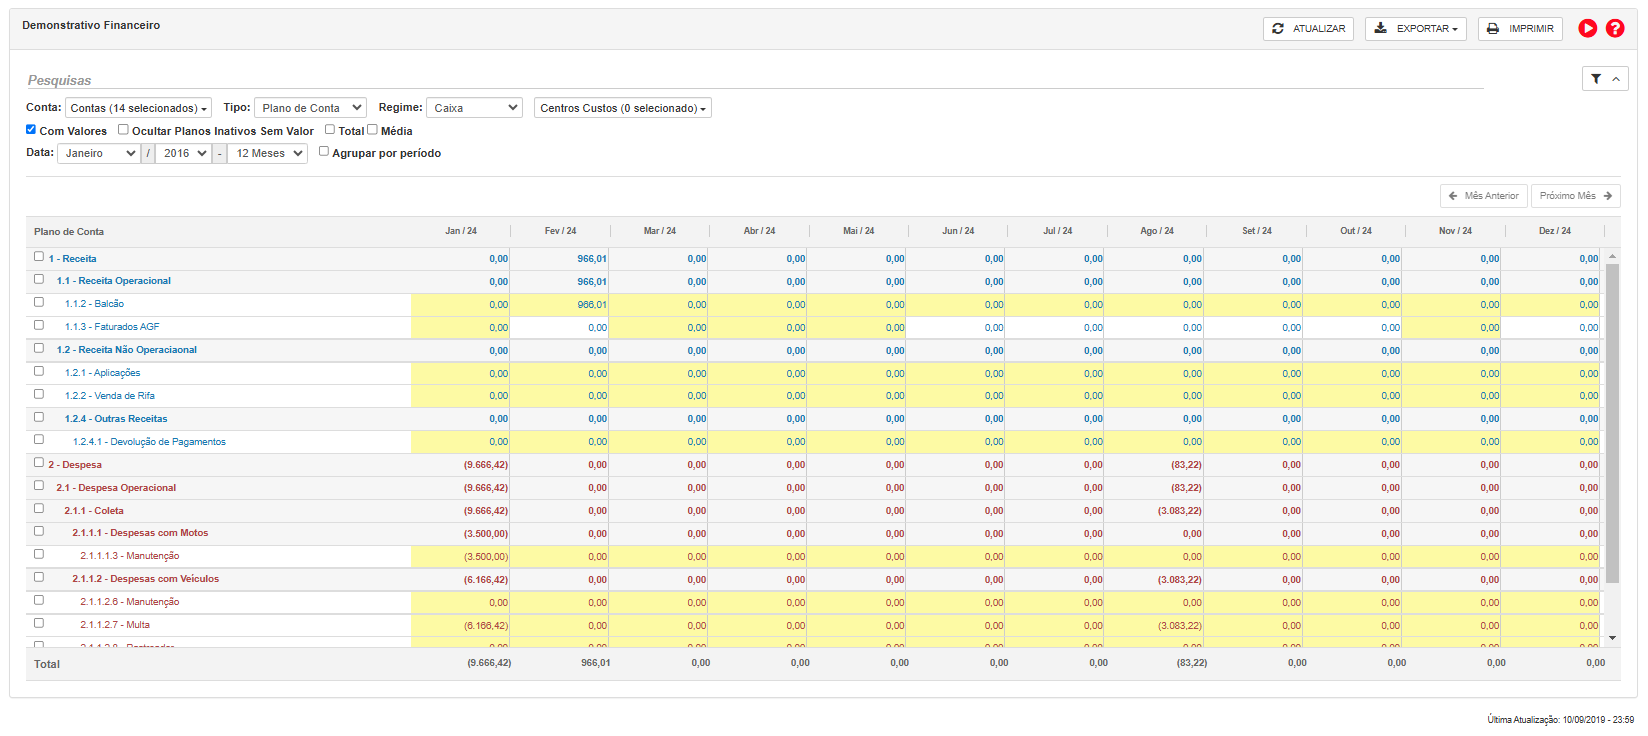 Demonstrativo Financeiro
ATUALIZAR EXPORTAR IMPRIMIR
Pesquisas
Conta: Contas (14 selecionados) Tipo: Plano de Conta Regime: Caixa Centros Custos (0 selecionado)
Com Valores Ocultar Planos Inativos Sem Valor Total Média
Data: Janeiro / 2016 - 12 Meses Agrupar por período
Mês Anterior Próximo Mês
Plano de Conta Jan / 24 Fev / 24 Mar / 24 Abr / 24 Mai / 24 Jun / 24 Jul / 24 Ago / 24 Set / 24 Out / 24 Nov / 24 Dez / 24
1 - Receita 0,00 966,01 0,00 0,00 0,00 0,00 0,00 0,00 0,00 0,00 0,00 0,00
1.1 - Receita Operacional 0,00 966,01 0,00 0,00 0,00 0,00 0,00 0,00 0,00 0,00 0,00 0,00
1.1.2 - Balcão 0,00 966,01 0,00 0,00 0,00 0,00 0,00 0,00 0,00 0,00 0,00 0,00
1.1.3 - Faturados AGF 0,00 0,00 0,00 0,00 0,00 0,00 0,00 0,00 0,00 0,00 0,00 0,00
1.2 - Receita Não Operaciaonal 0,00 0,00 0,00 0,00 0,00 0,00 0,00 0,00 0,00 0,00 0,00 0,00
1.2.1 - Aplicações 0,00 0,00 0,00 0,00 0,00 0,00 0,00 0,00 0,00 0,00 0,00 0,00
1.2.2 - Venda de Rifa 0,00 0,00 0,00 0,00 0,00 0,00 0,00 0,00 0,00 0,00 0,00 0,00
1.2.4 - Outras Receitas 0,00 0,00 0,00 0,00 0,00 0,00 0,00 0,00 0,00 0,00 0,00 0,00
1.2.4.1 - Devolução de Pagamentos 0,00 0,00 0,00 0,00 0,00 0,00 0,00 0,00 0,00 0,00 0,00 0,00
2 - Despesa (9.666,42) 0,00 0,00 0,00 0,00 0,00 0,00 (83,22) 0,00 0,00 0,00 0,00
2.1 - Despesa Operacional (9.666,42) 0,00 0,00 0,00 0,00 0,00 0,00 (83,22) 0,00 0,00 0,00 0,00
2.1.1 - Coleta (9.666,42) 0,00 0,00 0,00 0,00 0,00 0,00 (3.083,22) 0,00 0,00 0,00 0,00
2.1.1.1 - Despesas com Motos (3.500,00) 0,00 0,00 0,00 0,00 0,00 0,00 0,00 0,00 0,00 0,00 0,00
2.1.1.1.3 - Manutenção (3.500,00) 0,00 0,00 0,00 0,00 0,00 0,00 0,00 0,00 0,00 0,00 0,00
2.1.1.2 - Despesas com Veículos (6.166,42) 0,00 0,00 0,00 0,00 0,00 0,00 (3.083,22) 0,00 0,00 0,00 0,00
2.1.1.2.6 - Manutenção 0,00 0,00 0,00 0,00 0,00 0,00 0,00 0,00 0,00 0,00 0,00 0,00
2.1.1.2.7 - Multa (6.166,42) 0,00 0,00 0,00 0,00 0,00 0,00 (3.083,22) 0,00 0,00 0,00 0,00
Total (9.666,42) 966,01 0,00 0,00 0,00 0,00 0,00 (83,22) 0,00 0,00 0,00 0,00
Última Atualização: 10/09/2019 - 23:59